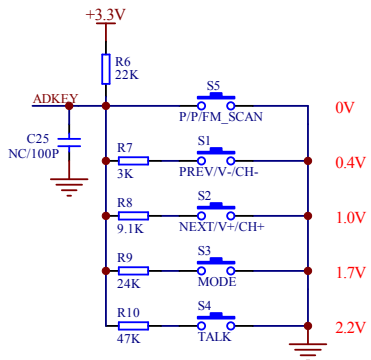 +3.3V
R6
22K
S5
ADKEY
P/P/FM_SCAN
0V
C25
NC/100P
S1
R7
0.4V
3K
PREV/V-/CH-
S2
R8
1.0V
9.1K
NEXT/V+/CH+
S3
R9
1.7V
24K
MODE
S4
R10
2.2V
47K
TALK